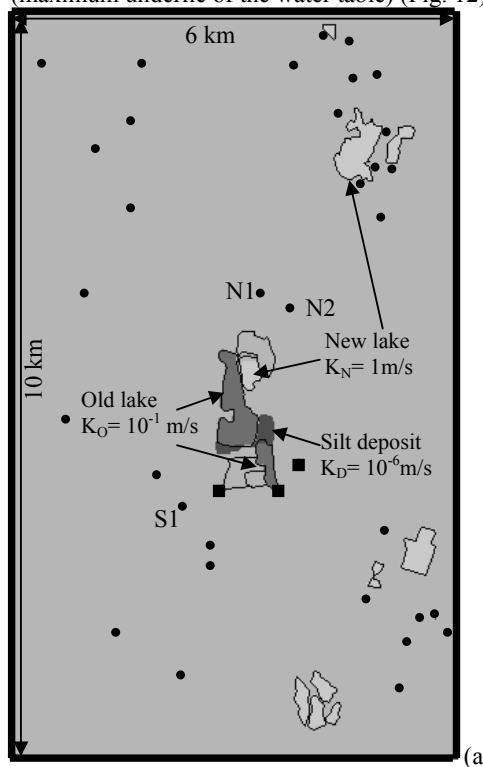 (maximum underlie of the water table) (Fig. 12)
6 km
10 km
N1
N2
New lake
K_N= 1m/s
Old lake
K_O= 10^-1 m/s
Silt deposit
K_D= 10^-6m/s
S1
(a